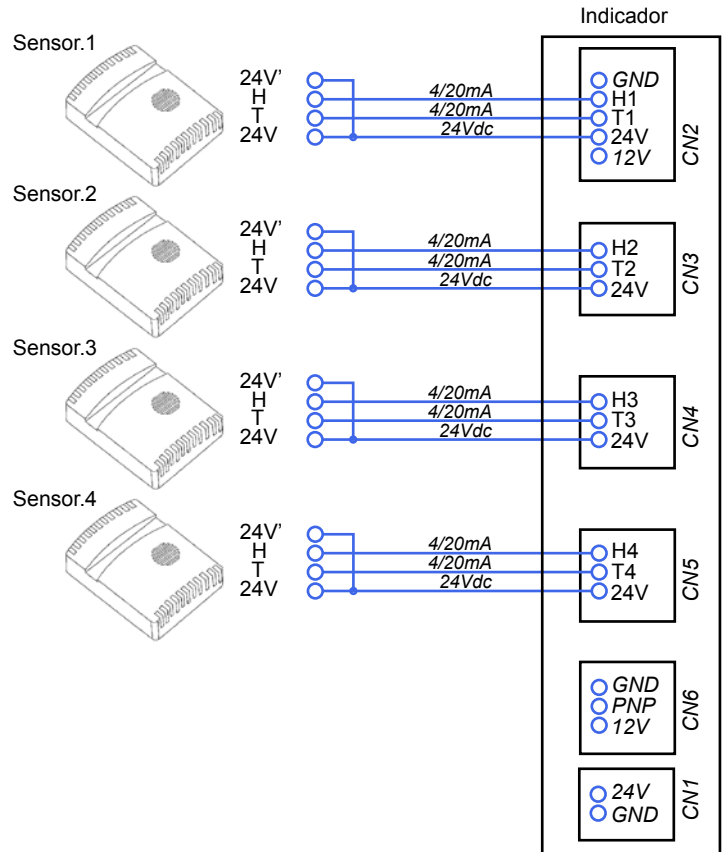 Indicador
Sensor.1
24V’
H
T
24V
4/20mA
4/20mA
24Vdc
GND
H1
T1
24V
12V
CN2
Sensor.2
24V’
H
T
24V
4/20mA
4/20mA
24Vdc
H2
T2
24V
CN3
Sensor.3
24V’
H
T
24V
4/20mA
4/20mA
24Vdc
H3
T3
24V
CN4
Sensor.4
24V’
H
T
24V
4/20mA
4/20mA
24Vdc
H4
T4
24V
CN5
GND
PNP
12V
CN6
24V
GND
CN1